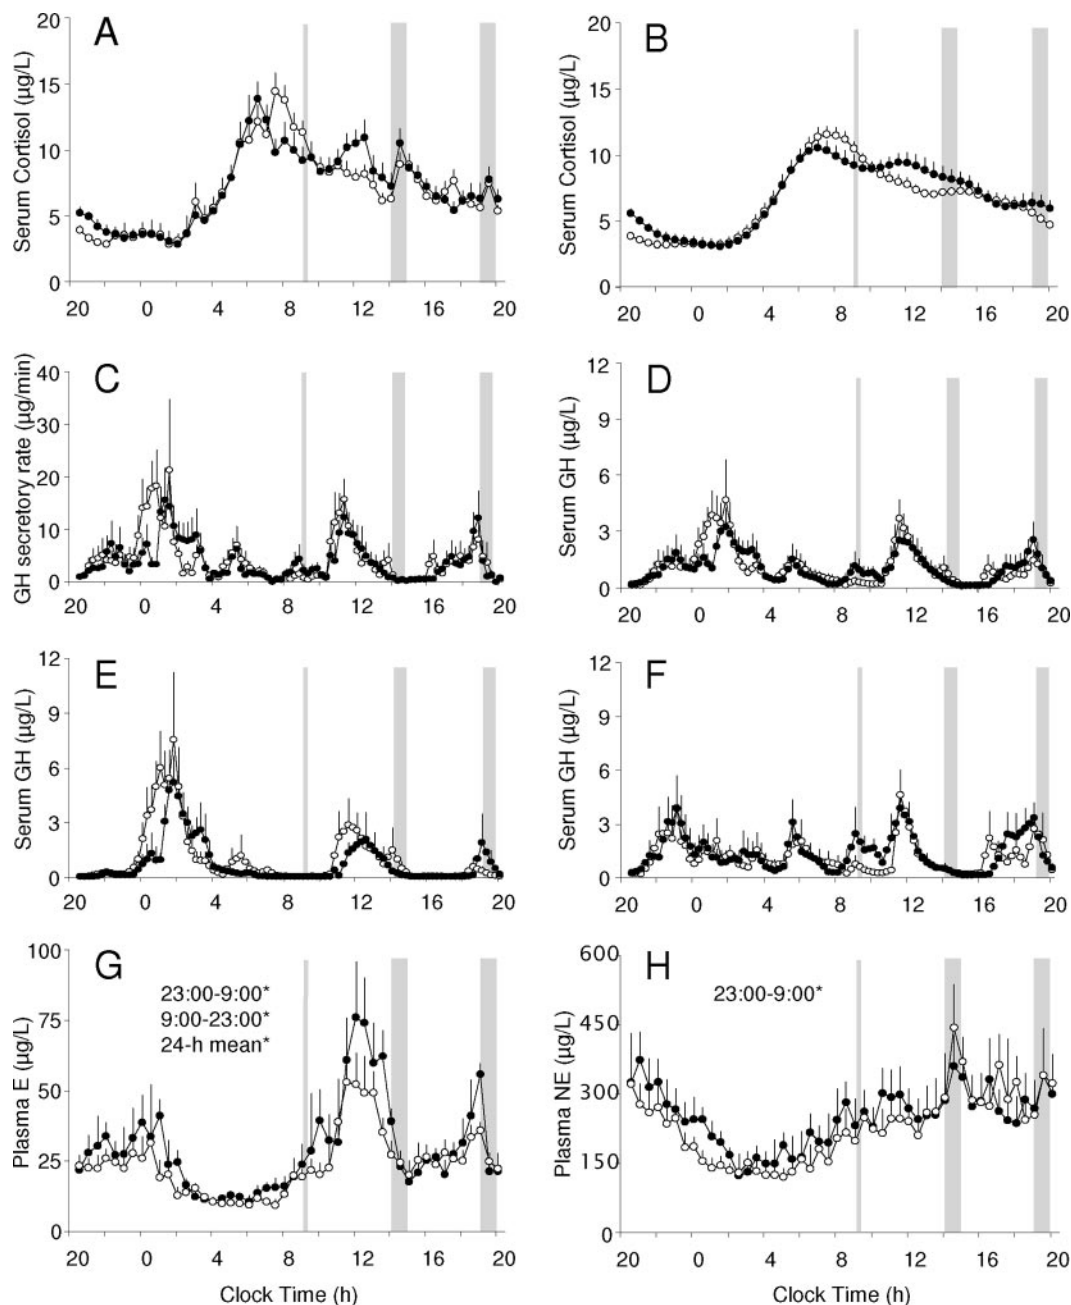 A
Serum Cortisol (µg/L)
20
15
10
5
0
20 0 4 8 12 16 20
B
Serum Cortisol (µg/L)
20
15
10
5
0
20 0 4 8 12 16 20
C
GH secretory rate (µg/min)
40
30
20
10
0
20 0 4 8 12 16 20
D
Serum GH (µg/L)
12
9
6
3
0
20 0 4 8 12 16 20
E
Serum GH (µg/L)
12
9
6
3
0
20 0 4 8 12 16 20
F
Serum GH (µg/L)
12
9
6
3
0
20 0 4 8 12 16 20
G
23:00-9:00*
9:00-23:00*
24-h mean*
Plasma E (µg/L)
100
75
50
25
0
20 0 4 8 12 16 20
Clock Time (h)
H
23:00-9:00*
Plasma NE (µg/L)
600
450
300
150
0
20 0 4 8 12 16 20
Clock Time (h)